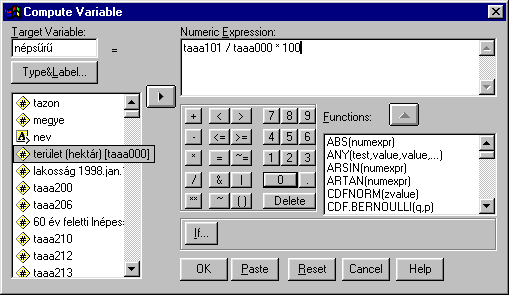 Compute Variable
Target Variable:
népsűrű
=
Numeric Expression:
taaa101 / taaa000 * 100
Type&Label...
tazon
megye
nev
terület (hektár) [taaa000]
lakosság 1998.jan.
taaa200
taaa206
60 év feletti lnépes
taaa210
taaa212
taaa213
+ < > 7 8 9
- <= >= 4 5 6
* = ~= 1 2 3
/ & | 0 .
** ~ ( ) Delete
Functions:
ABS(numexpr)
ANY(test,value,value,...)
ARSIN(numexpr)
ARTAN(numexpr)
CDFNORM(zvalue)
CDF.BERNOULLI(q,p)
If...
OK Paste Reset Cancel Help